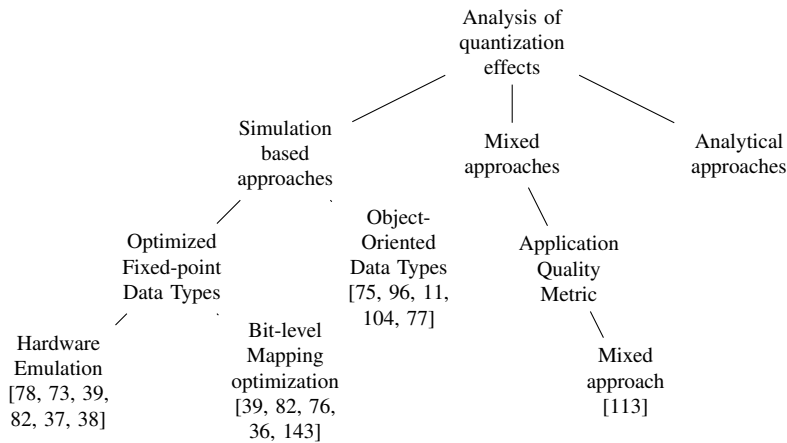 Analysis of
quantization
effects
Simulation
based
approaches
Mixed
approaches
Analytical
approaches
Optimized
Fixed-point
Data Types
Object-
Oriented
Data Types
[75, 96, 11,
104, 77]
Application
Quality
Metric
Hardware
Emulation
[78, 73, 39,
82, 37, 38]
Bit-level
Mapping
optimization
[39, 82, 76,
36, 143]
Mixed
approach
[113]